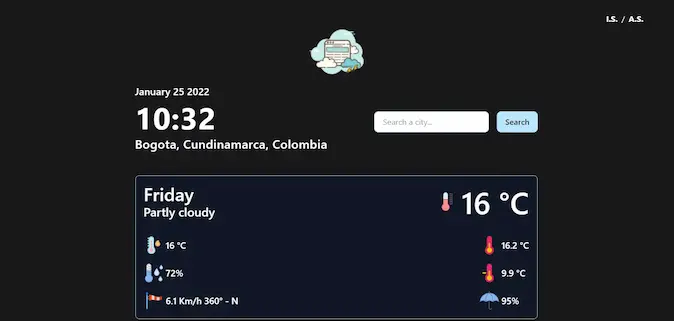 I.S. / A.S.
January 25 2022
10:32
Bogota, Cundinamarca, Colombia
Search a city...
Search
Friday
Partly cloudy
16 °C
16 °C
16.2 °C
72%
9.9 °C
6.1 Km/h 360° - N
95%